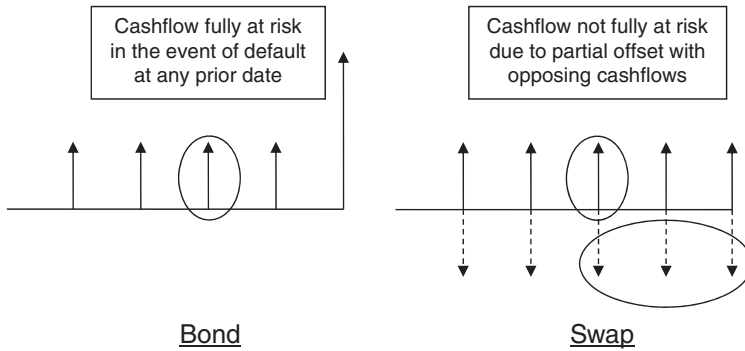 Cashflow fully at risk
in the event of default
at any prior date
Cashflow not fully at risk
due to partial offset with
opposing cashflows
Bond
Swap